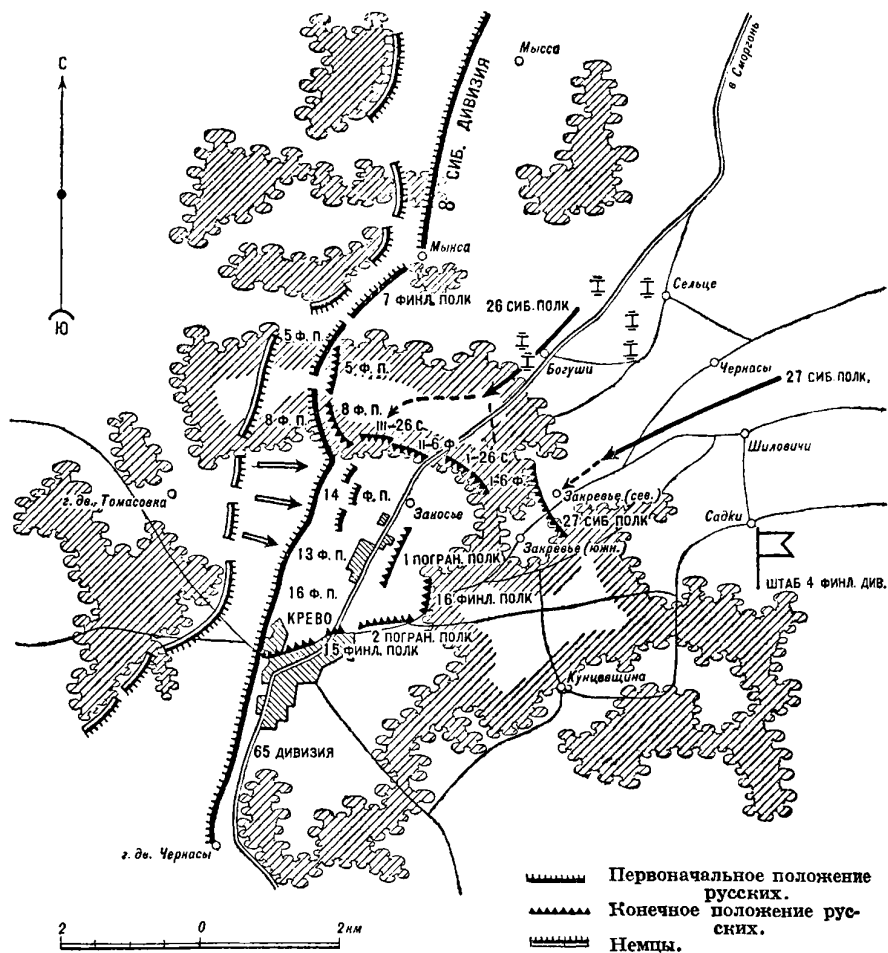 С
Ю
Мысса
в Сморгонь
8 СИБ. ДИВИЗИЯ
Мынса
7 ФИНЛ. ПОЛК
26 СИБ. ПОЛК
Сельце
5 Ф. П.
5 Ф. П.
Богуши
Чернасы
27 СИБ. ПОЛК.
8 Ф. П.
8 Ф. П.
III-26 С.
II-6 Ф.
I-26 С.
I-6 Ф.
Шиловичи
г. дв. Томасовка
14 Ф. П.
Закосье
Закревье (сев.)
27 СИБ. ПОЛК
Садки
13 Ф. П.
1 ПОГРАН. ПОЛК
Закревье (южн.)
16 Ф. П.
16 ФИНЛ. ПОЛК
ШТАБ 4 ФИНЛ. ДИВ.
КРЕВО
2 ПОГРАН. ПОЛК
15 ФИНЛ. ПОЛК
Кунцевщина
65 ДИВИЗИЯ
г. дв. Чернасы
Первоначальное положение
русских.
Конечное положение рус-
ских.
Немцы.
2 0 2 км